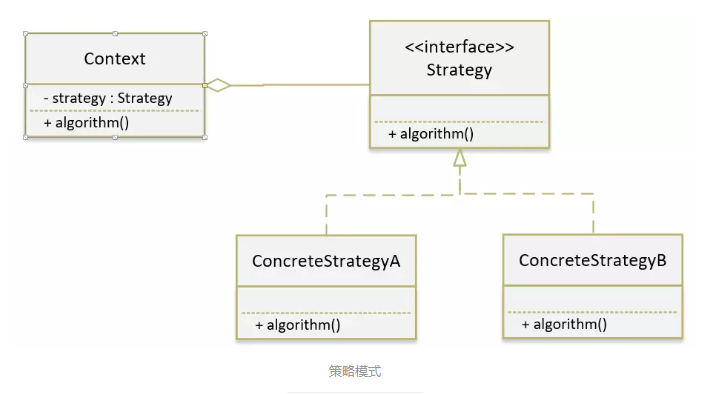 Context
- strategy : Strategy
+ algorithm()
<<interface>>
Strategy
+ algorithm()
ConcreteStrategyA
+ algorithm()
ConcreteStrategyB
+ algorithm()
策略模式